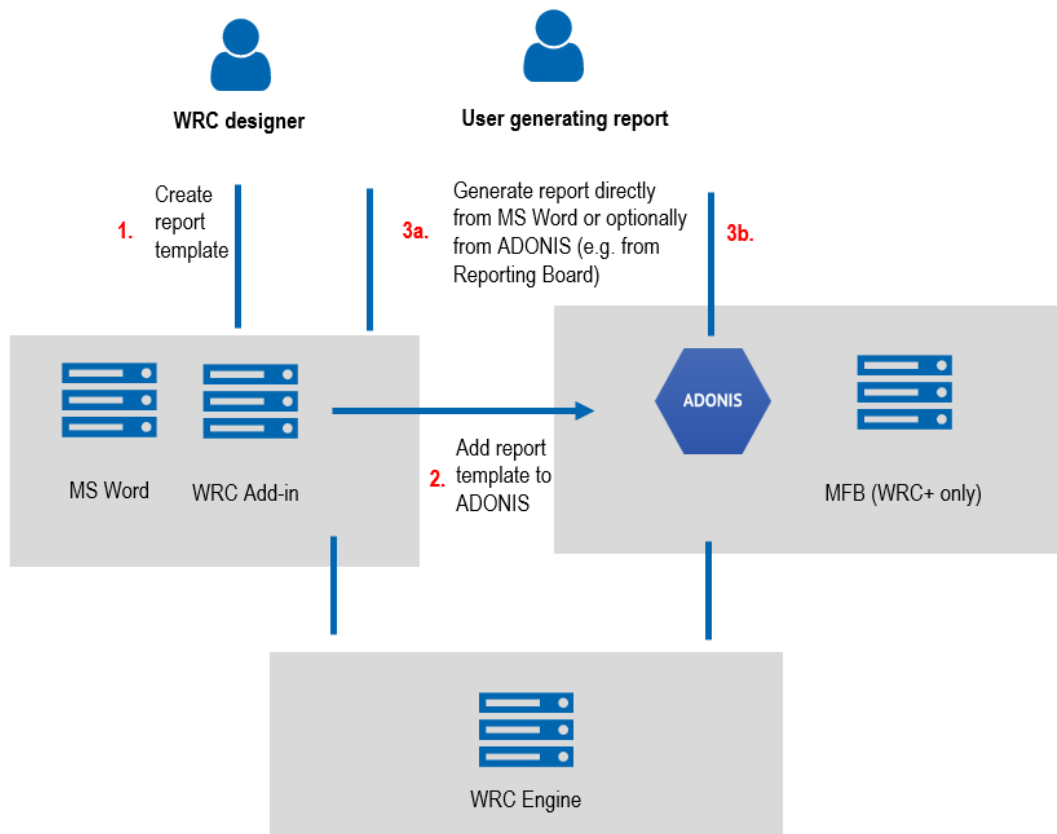 WRC designer
User generating report
1.
Create
report
template
3a.
Generate report directly
from MS Word or optionally
from ADONIS (e.g. from
Reporting Board)
3b.
MS Word
WRC Add-in
2.
Add report
template to
ADONIS
ADONIS
MFB (WRC+ only)
WRC Engine